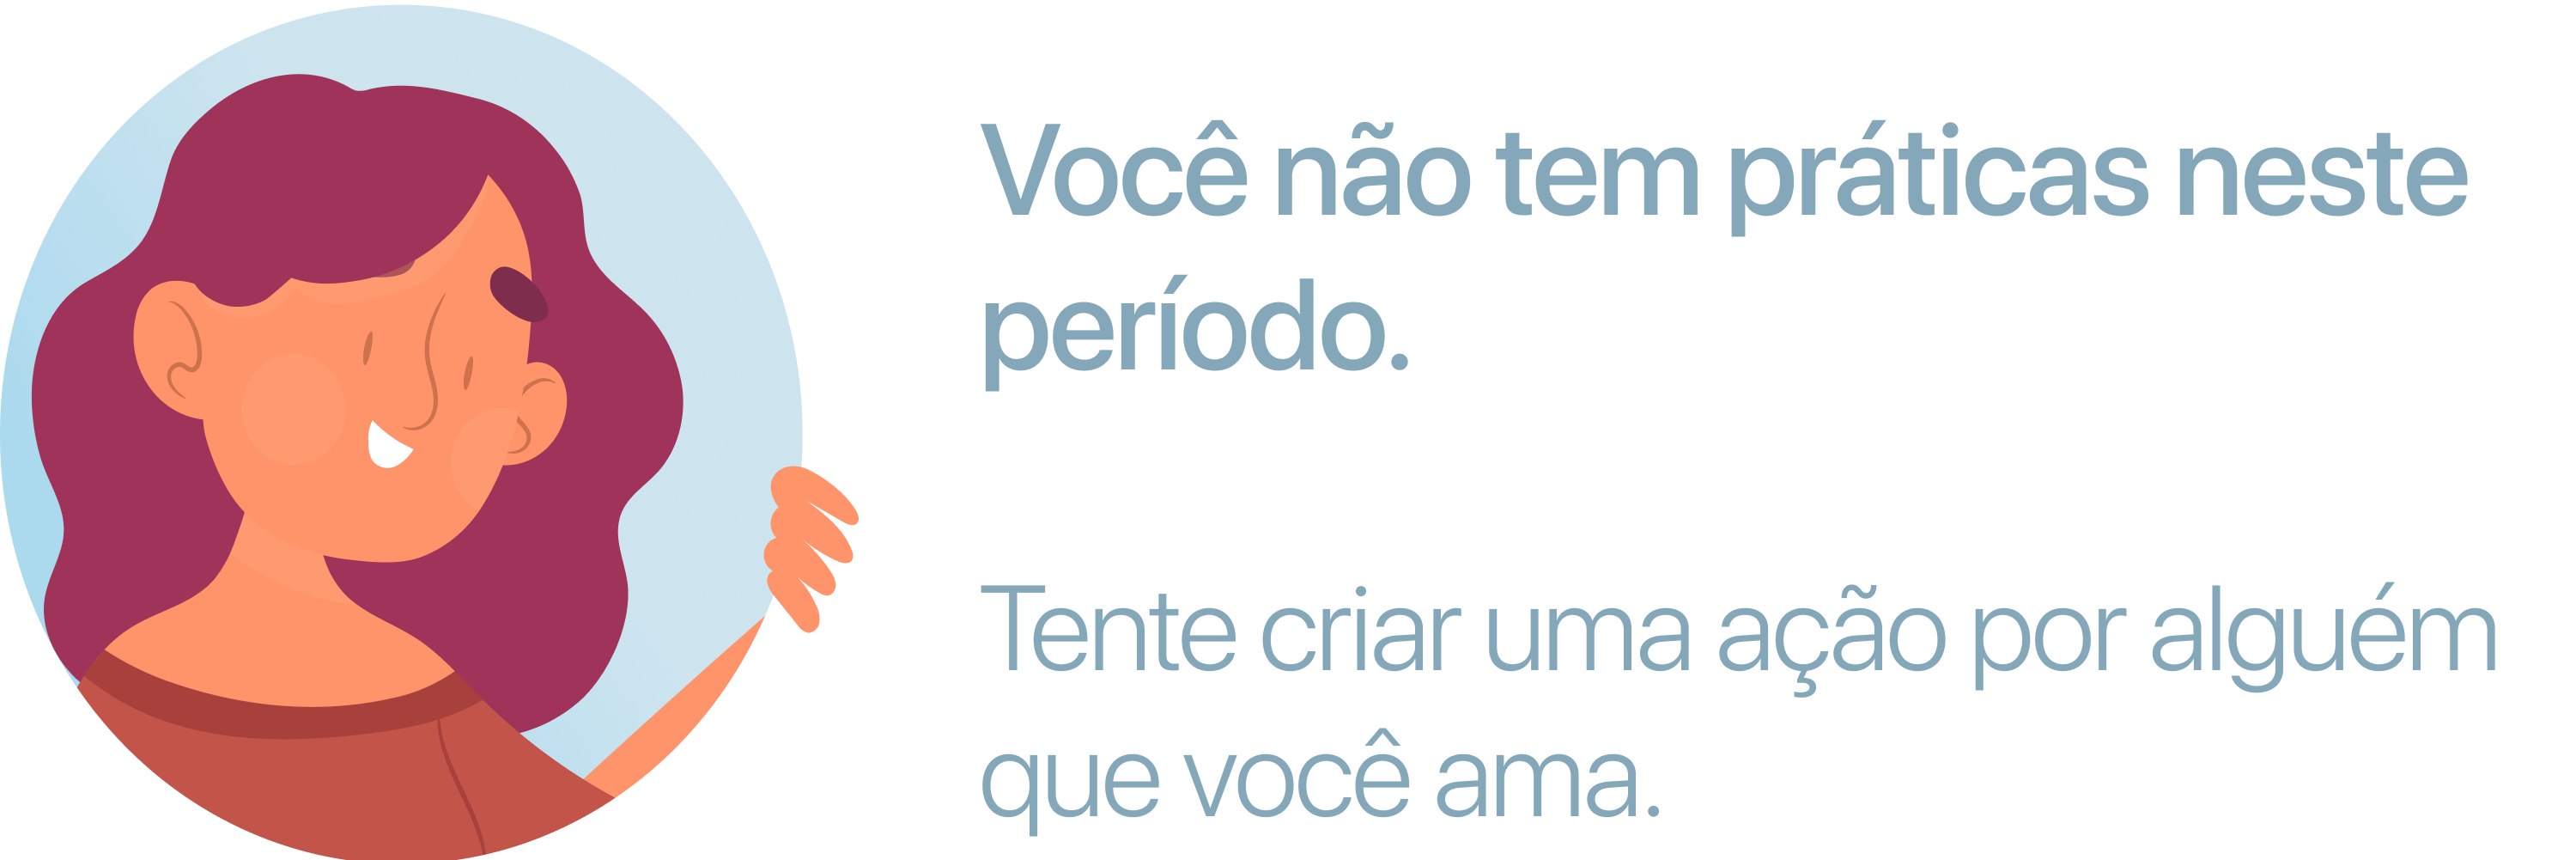 Você não tem práticas neste
período.
Tente criar uma ação por alguém
que você ama.